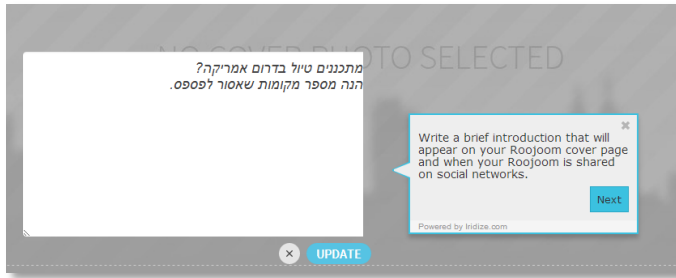 NO COVER PHOTO SELECTED
מתכננים טיול בדרום אמריקה?
הנה מספר מקומות שאסור לפספס.
Write a brief introduction that will
appear on your Roojoom cover page
and when your Roojoom is shared
on social networks.
Next
Powered by Iridize.com
UPDATE